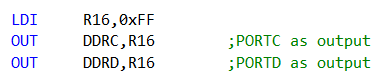 LDI R16,0xFF
OUT DDRC,R16 ;PORTC as output
OUT DDRD,R16 ;PORTD as output